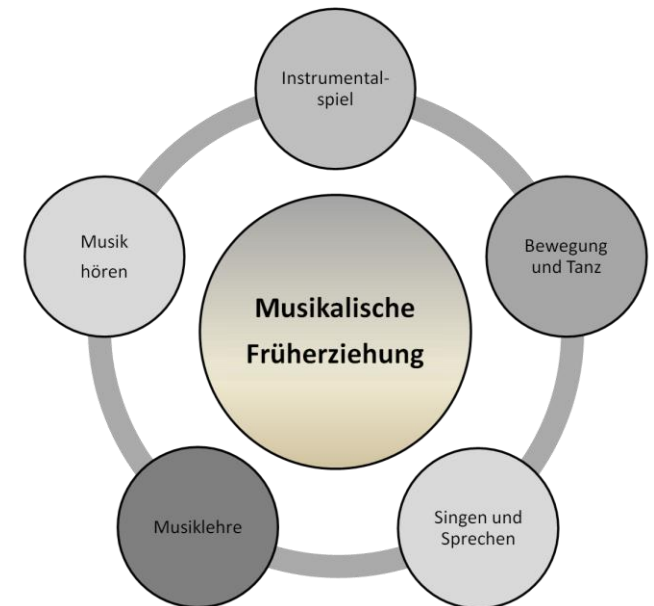 Instrumental-
spiel
Bewegung
und Tanz
Singen und
Sprechen
Musiklehre
Musik
hören
Musikalische
Früherziehung